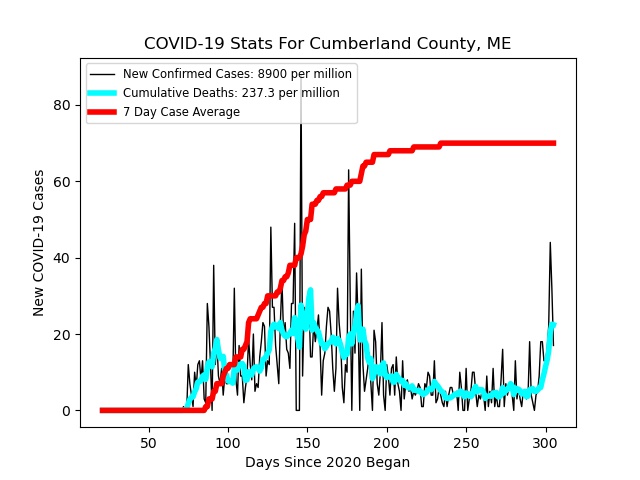 COVID-19 Stats For Cumberland County, ME
New Confirmed Cases: 8900 per million
Cumulative Deaths: 237.3 per million
7 Day Case Average
New COVID-19 Cases
80
60
40
20
0
50 100 150 200 250 300
Days Since 2020 Began